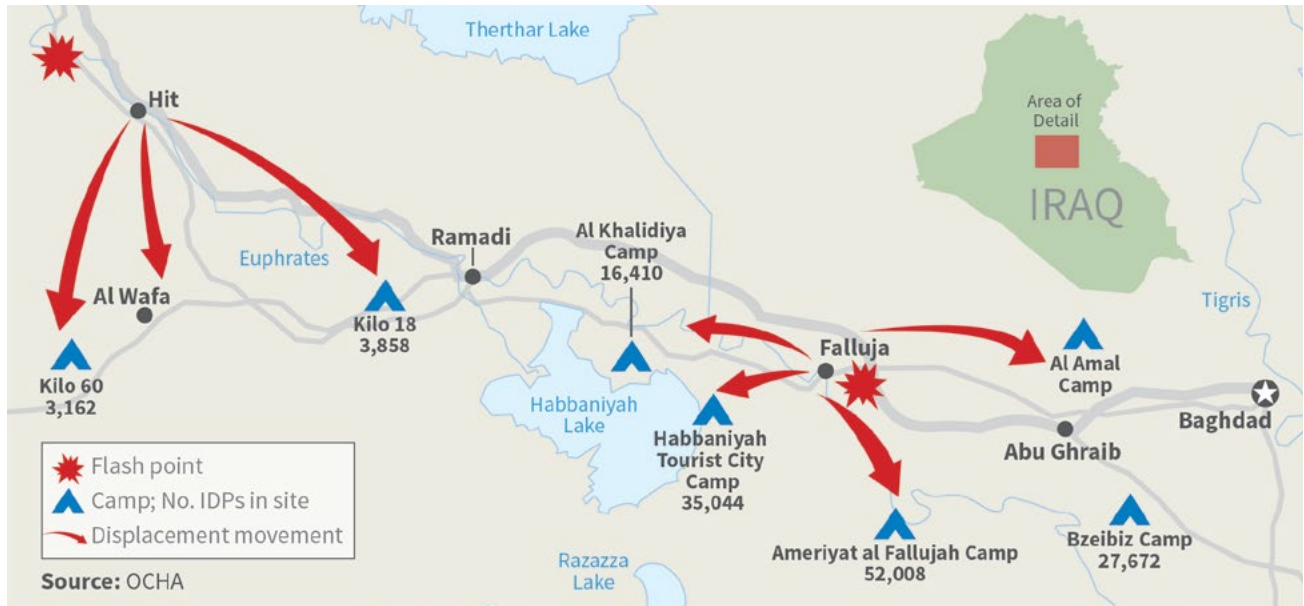 Therthar Lake
Hit
Area of
Detail
IRAQ
Euphrates
Ramadi
Al Khalidiya
Camp
16,410
Tigris
Al Wafa
Kilo 18
3,858
Kilo 60
3,162
Falluja
Al Amal
Camp
Baghdad
Habbaniyah
Lake
Habbaniyah
Tourist City
Camp
35,044
Abu Ghraib
Ameriyat al Fallujah Camp
52,008
Bzeibiz Camp
27,672
Razazza
Lake
Flash point
Camp; No. IDPs in site
Displacement movement
Source: OCHA